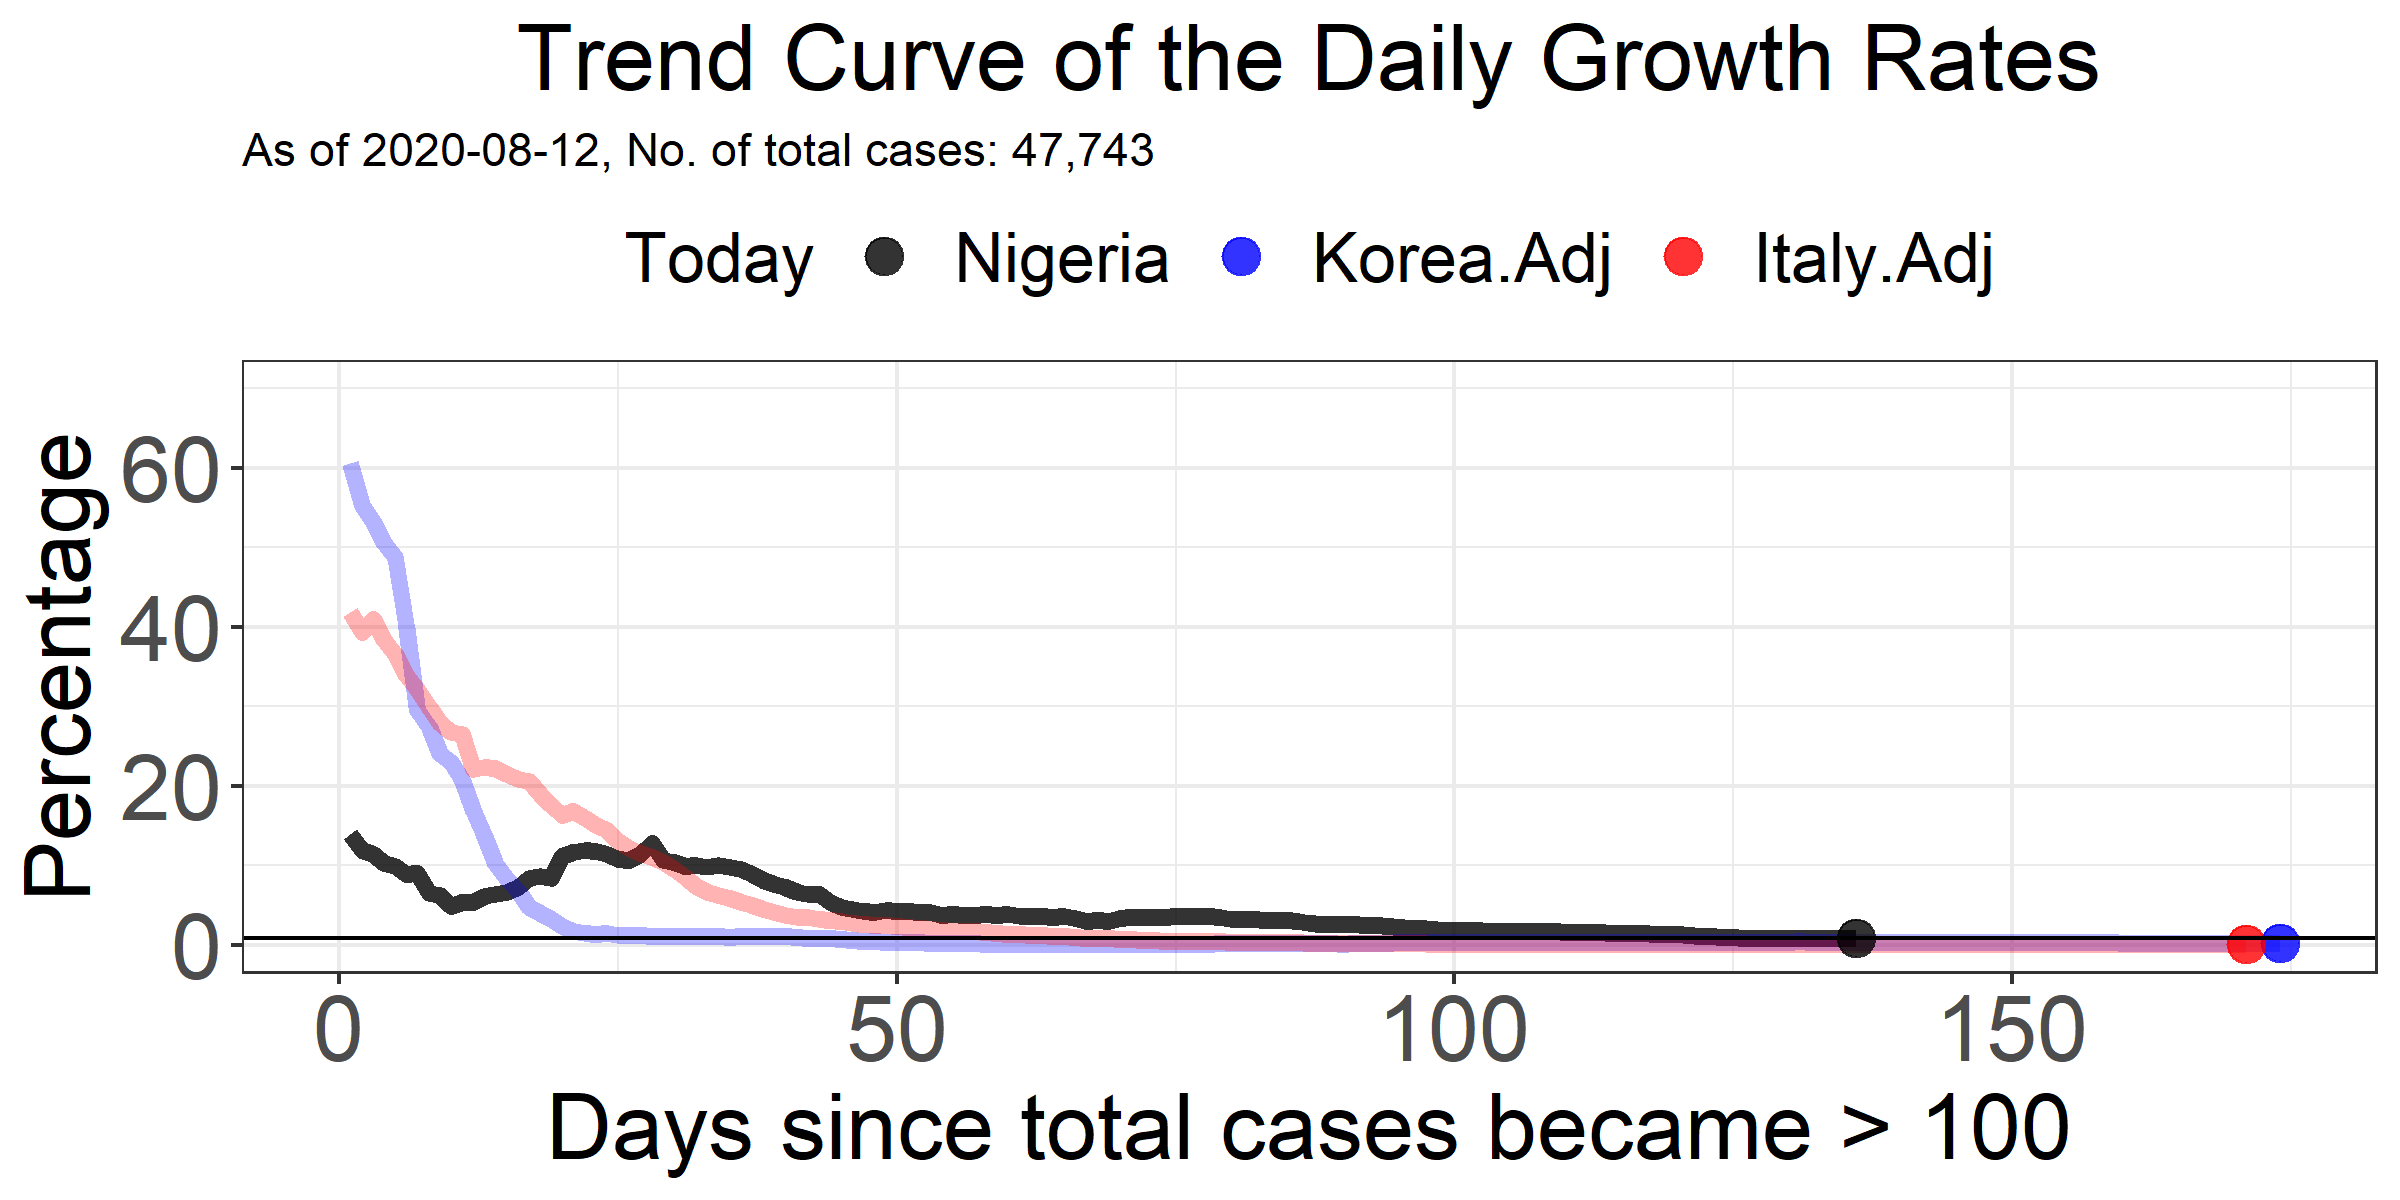 Trend Curve of the Daily Growth Rates
As of 2020-08-12, No. of total cases: 47,743
Today Nigeria Korea.Adj Italy.Adj
Percentage
60
40
20
0
0 50 100 150
Days since total cases became > 100